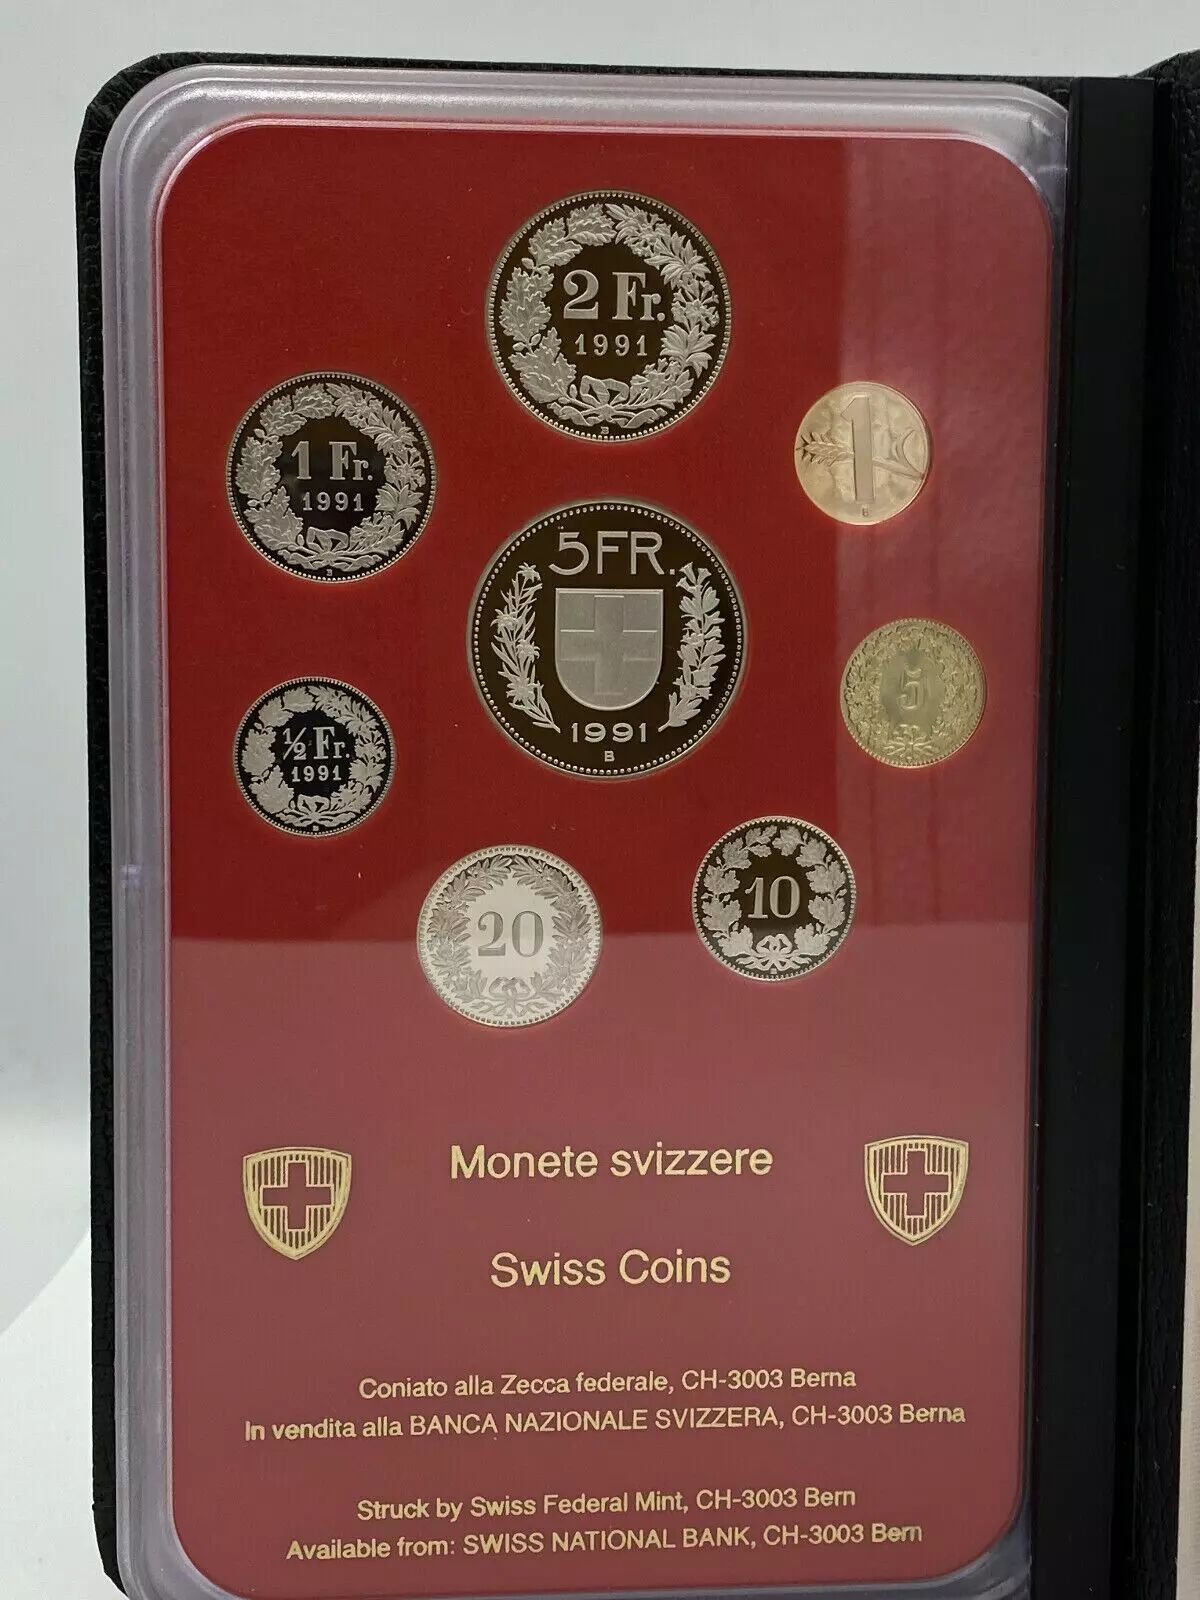 2 Fr.
1991
B
1 Fr.
1991
B
1
B
5 FR.
1991
B
5
½ Fr.
1991
B
20
10
Monete svizzere
Swiss Coins
Coniato alla Zecca federale, CH-3003 Berna
In vendita alla BANCA NAZIONALE SVIZZERA, CH-3003 Berna
Struck by Swiss Federal Mint, CH-3003 Bern
Available from: SWISS NATIONAL BANK, CH-3003 Bern